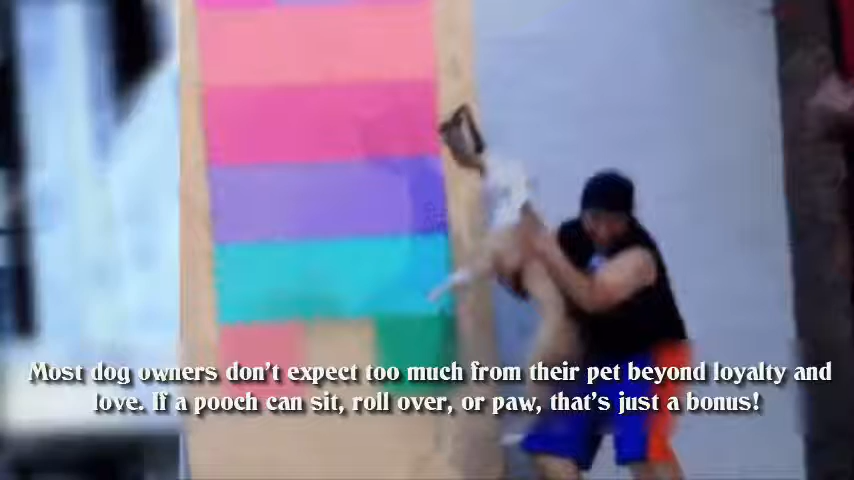 Most dog owners don't expect too much from their pet beyond loyalty and
love. If a pooch can sit, roll over, or paw, that's just a bonus!